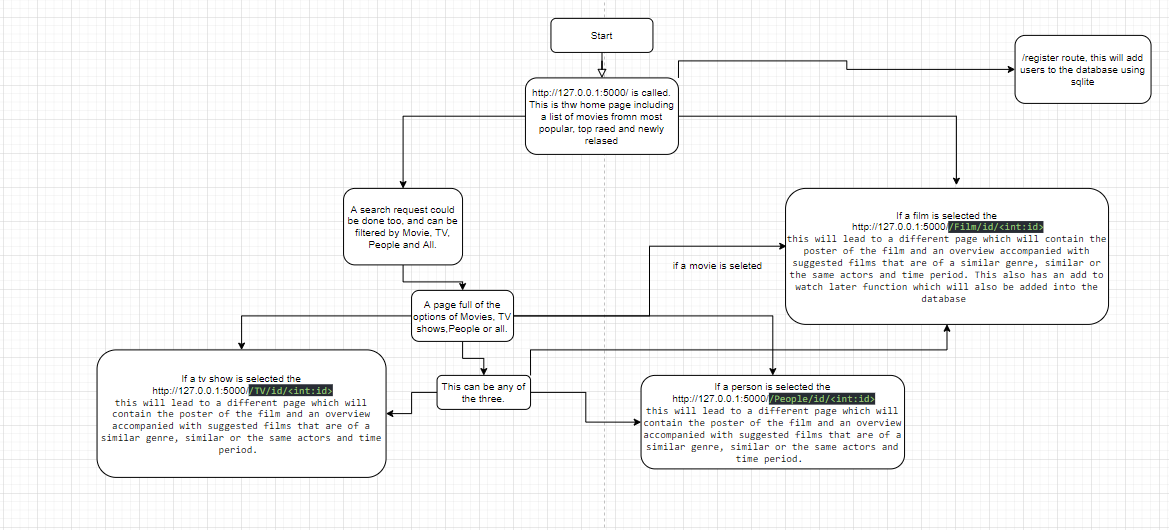 Start
/register route, this will add
users to the database using
sqlite
http://127.0.0.1:5000/ is called.
This is thw home page including
a list of movies fromn most
popular, top raed and newly
relased
A search request could
be done too, and can be
filtered by Movie, TV,
People and All.
If a film is selected the
http://127.0.0.1:5000//Film/id/<int:id>
this will lead to a different page which will contain the
poster of the film and an overview accompanied with
suggested films that are of a similar genre, similar or
the same actors and time period. This also has an add to
watch later function which will also be added into the
database
if a movie is seleted
A page full of the
options of Movies, TV
shows,People or all.
If a tv show is selected the
http://127.0.0.1:5000//TV/id/<int:id>
this will lead to a different page which will
contain the poster of the film and an overview
accompanied with suggested films that are of a
similar genre, similar or the same actors and time
period.
This can be any of
the three.
If a person is selected the
http://127.0.0.1:5000//People/id/<int:id>
this will lead to a different page which will
contain the poster of the film and an overview
accompanied with suggested films that are of a
similar genre, similar or the same actors and
time period.